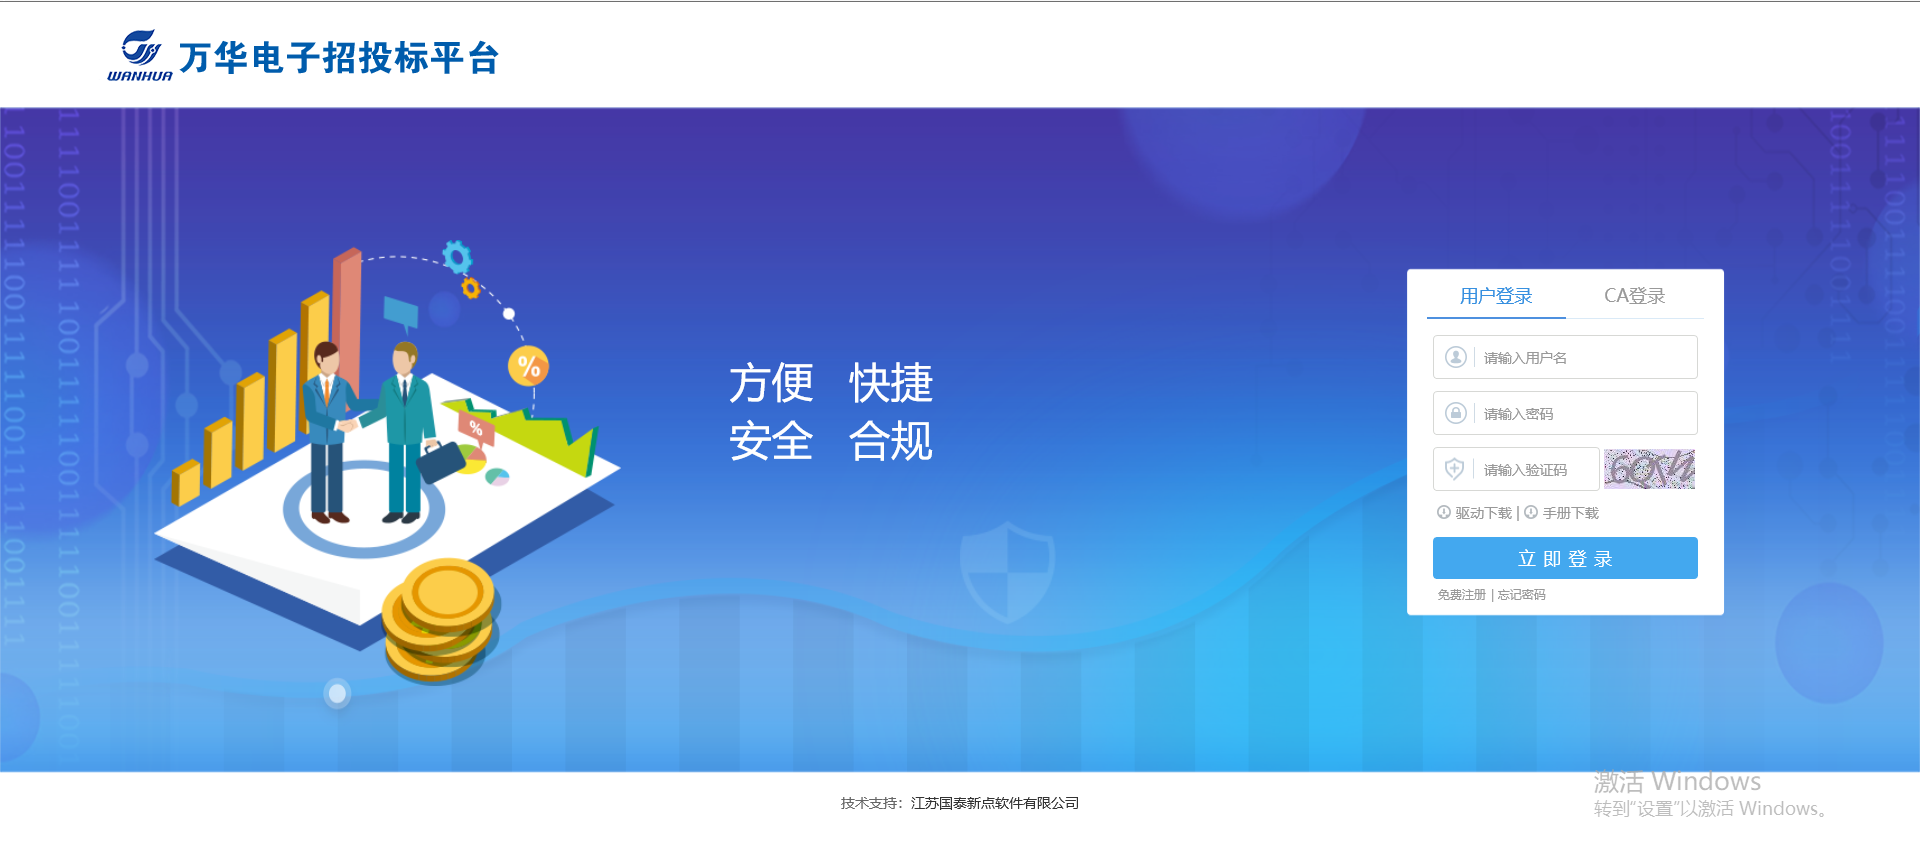 WANHUA
万华电子招投标平台
用户登录 CA登录
请输入用户名
请输入密码
请输入验证码
驱动下载 | 手册下载
立即登录
免费注册 | 忘记密码
方便 快捷
安全 合规
%
%
技术支持：江苏国泰新点软件有限公司
激活 Windows
转到“设置”以激活 Windows。